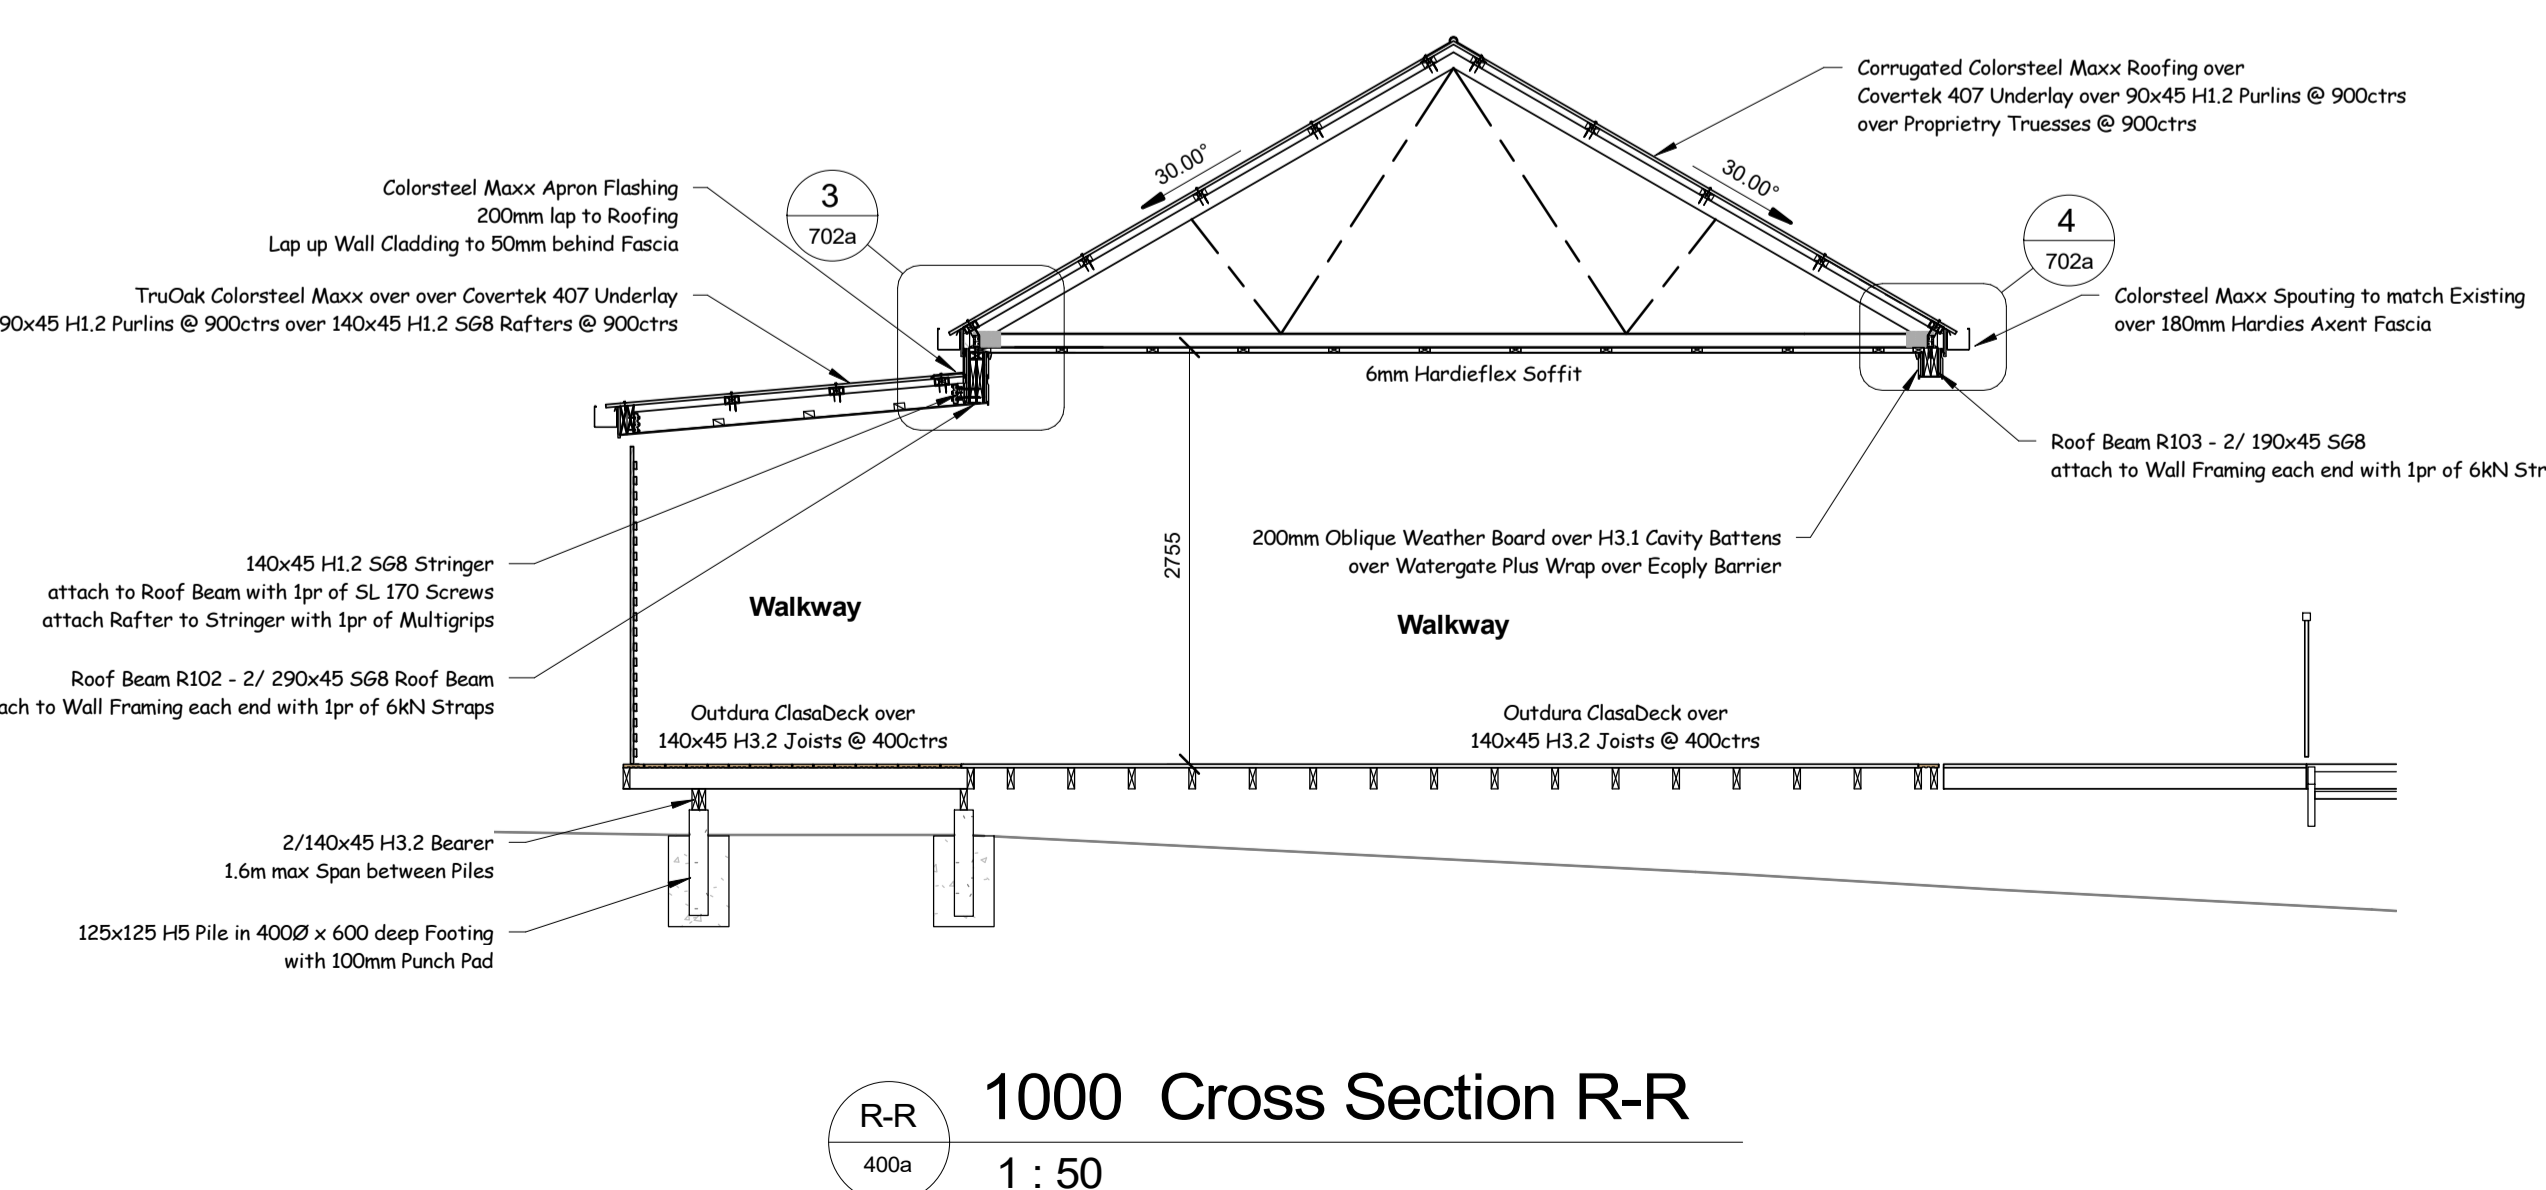 Corrugated Colorsteel Maxx Roofing over
Covertek 407 Underlay over 90x45 H1.2 Purlins @ 900ctrs
over Proprietry Truesses @ 900ctrs
30.00°
30.00°
Colorsteel Maxx Apron Flashing
200mm lap to Roofing
Lap up Wall Cladding to 50mm behind Fascia
3
702a
4
702a
TruOak Colorsteel Maxx over over Covertek 407 Underlay
90x45 H1.2 Purlins @ 900ctrs over 140x45 H1.2 SG8 Rafters @ 900ctrs
Colorsteel Maxx Spouting to match Existing
over 180mm Hardies Axent Fascia
6mm Hardieflex Soffit
Roof Beam R103 - 2/ 190x45 SG8
attach to Wall Framing each end with 1pr of 6kN Str
2755
200mm Oblique Weather Board over H3.1 Cavity Battens
over Watergate Plus Wrap over Ecoply Barrier
140x45 H1.2 SG8 Stringer
attach to Roof Beam with 1pr of SL 170 Screws
attach Rafter to Stringer with 1pr of Multigrips
Walkway
Walkway
Roof Beam R102 - 2/ 290x45 SG8 Roof Beam
ach to Wall Framing each end with 1pr of 6kN Straps
Outdura ClasaDeck over
140x45 H3.2 Joists @ 400ctrs
Outdura ClasaDeck over
140x45 H3.2 Joists @ 400ctrs
2/140x45 H3.2 Bearer
1.6m max Span between Piles
125x125 H5 Pile in 400Ø x 600 deep Footing
with 100mm Punch Pad
R-R
400a
1000 Cross Section R-R
1 : 50